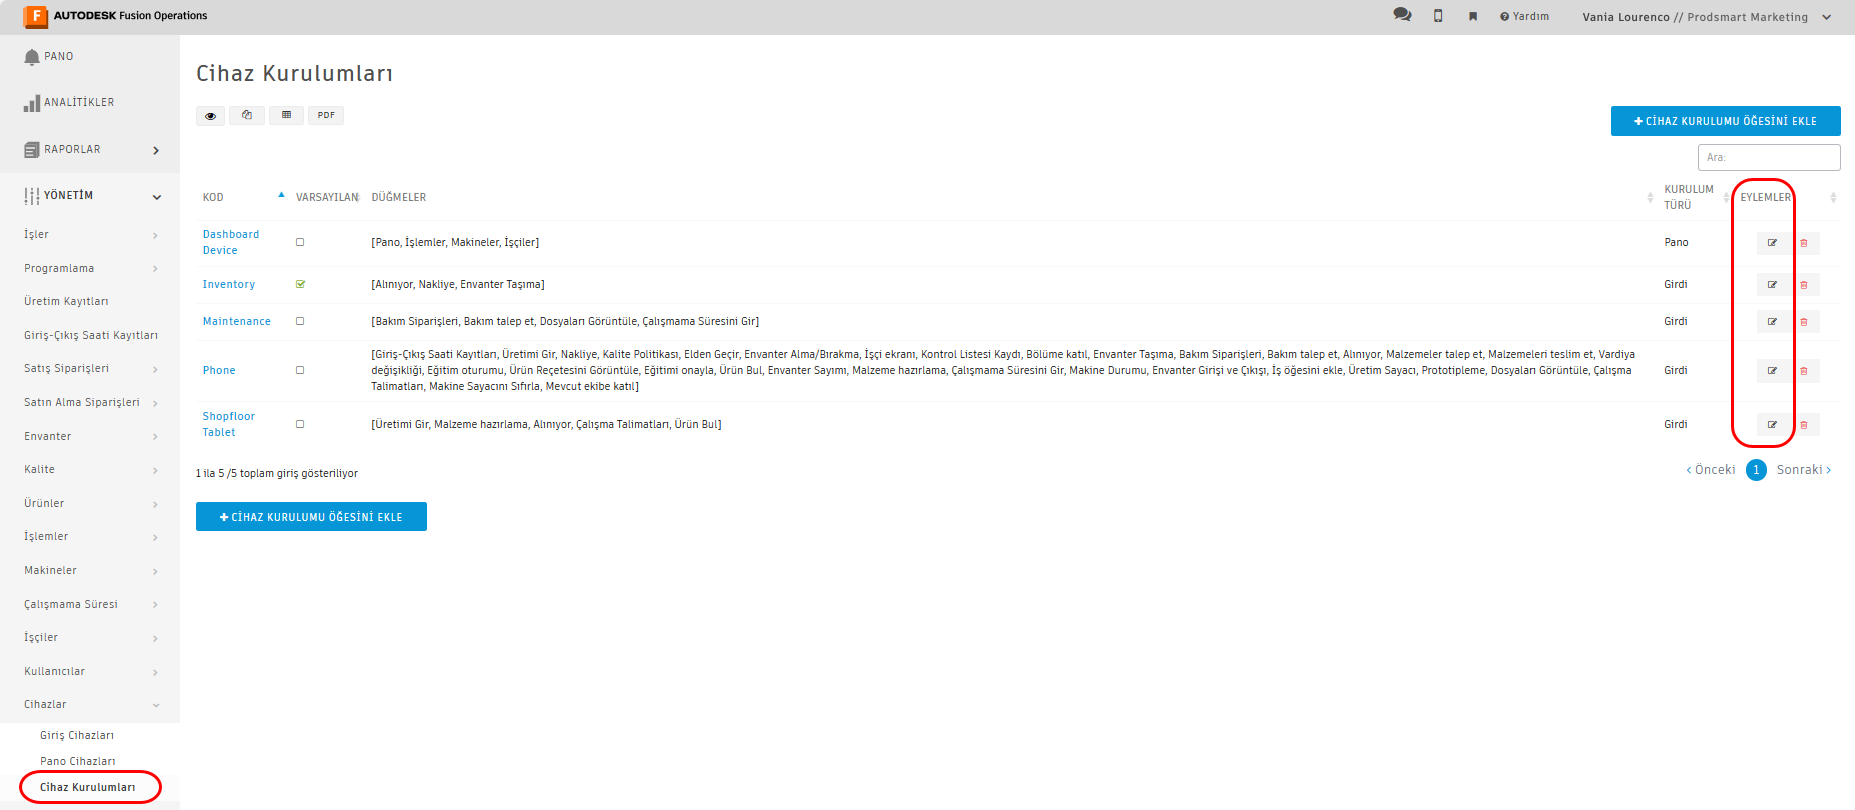 F AUTODESK Fusion Operations
Yardım
Vania Lourenco // Prodsmart Marketing
PANO
ANALİTİKLER
RAPORLAR
YÖNETİM
İşler
Programlama
Üretim Kayıtları
Giriş-Çıkış Saati Kayıtları
Satış Siparişleri
Satın Alma Siparişleri
Envanter
Kalite
Ürünler
İşlemler
Makineler
Çalışmama Süresi
İşçiler
Kullanıcılar
Cihazlar
Giriş Cihazları
Pano Cihazları
Cihaz Kurulumları
Cihaz Kurulumları
PDF
+ CİHAZ KURULUMU ÖĞESİNİ EKLE
Ara:
KOD VARSAYILAN DÜĞMELER KURULUM TÜRÜ EYLEMLER
Dashboard Device [Pano, İşlemler, Makineler, İşçiler] Pano
Inventory [Alınıyor, Nakliye, Envanter Taşıma] Girdi
Maintenance [Bakım Siparişleri, Bakım talep et, Dosyaları Görüntüle, Çalışmama Süresini Gir] Girdi
[Giriş-Çıkış Saati Kayıtları, Üretimi Gir, Nakliye, Kalite Politikası, Elden Geçir, Envanter Alma/Bırakma, İşçi ekranı, Kontrol Listesi Kaydı, Bölüme katıl, Envanter Taşıma, Bakım Siparişleri, Bakım talep et, Alınıyor, Malzemeler talep et, Malzemeleri teslim et, Vardiya
Phone değişikliği, Eğitim oturumu, Ürün Reçetesini Görüntüle, Eğitimi onayla, Ürün Bul, Envanter Sayımı, Malzeme hazırlama, Çalışmama Süresini Gir, Makine Durumu, Envanter Girişi ve Çıkışı, İş öğesini ekle, Üretim Sayacı, Prototipleme, Dosyaları Görüntüle, Çalışma Girdi
Talimatları, Makine Sayacını Sıfırla, Mevcut ekibe katıl]
Shopfloor Tablet [Üretimi Gir, Malzeme hazırlama, Alınıyor, Çalışma Talimatları, Ürün Bul] Girdi
1 ila 5 /5 toplam giriş gösteriliyor
‹ Önceki 1 Sonraki ›
+ CİHAZ KURULUMU ÖĞESİNİ EKLE